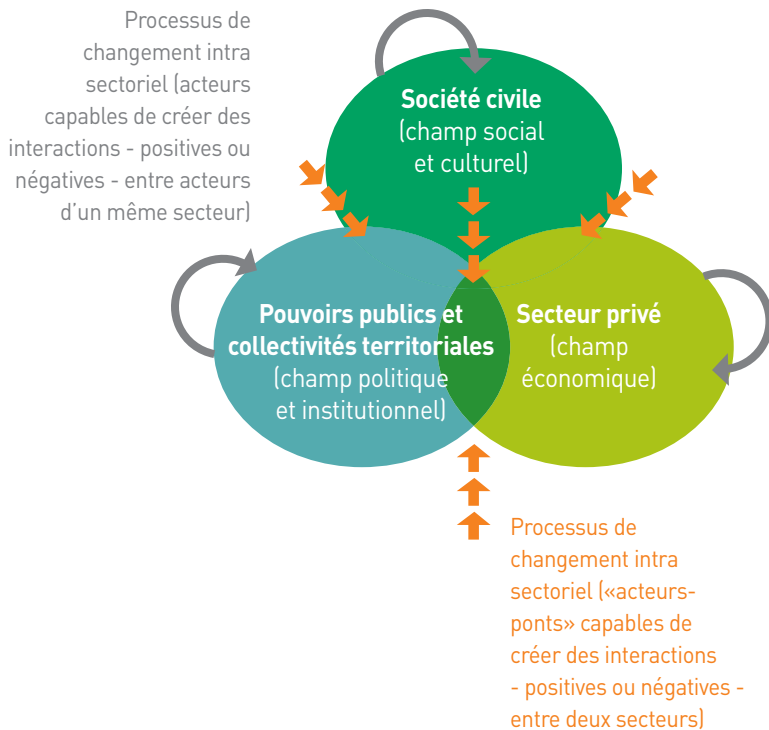 Processus de
changement intra
sectoriel (acteurs
capables de créer des
interactions - positives ou
négatives - entre acteurs
d'un même secteur)
Société civile
(champ social
et culturel)
Pouvoirs publics et
collectivités territoriales
(champ politique
et institutionnel)
Secteur privé
(champ
économique)
Processus de
changement intra
sectoriel («acteurs-
ponts» capables de
créer des interactions
- positives ou négatives -
entre deux secteurs)